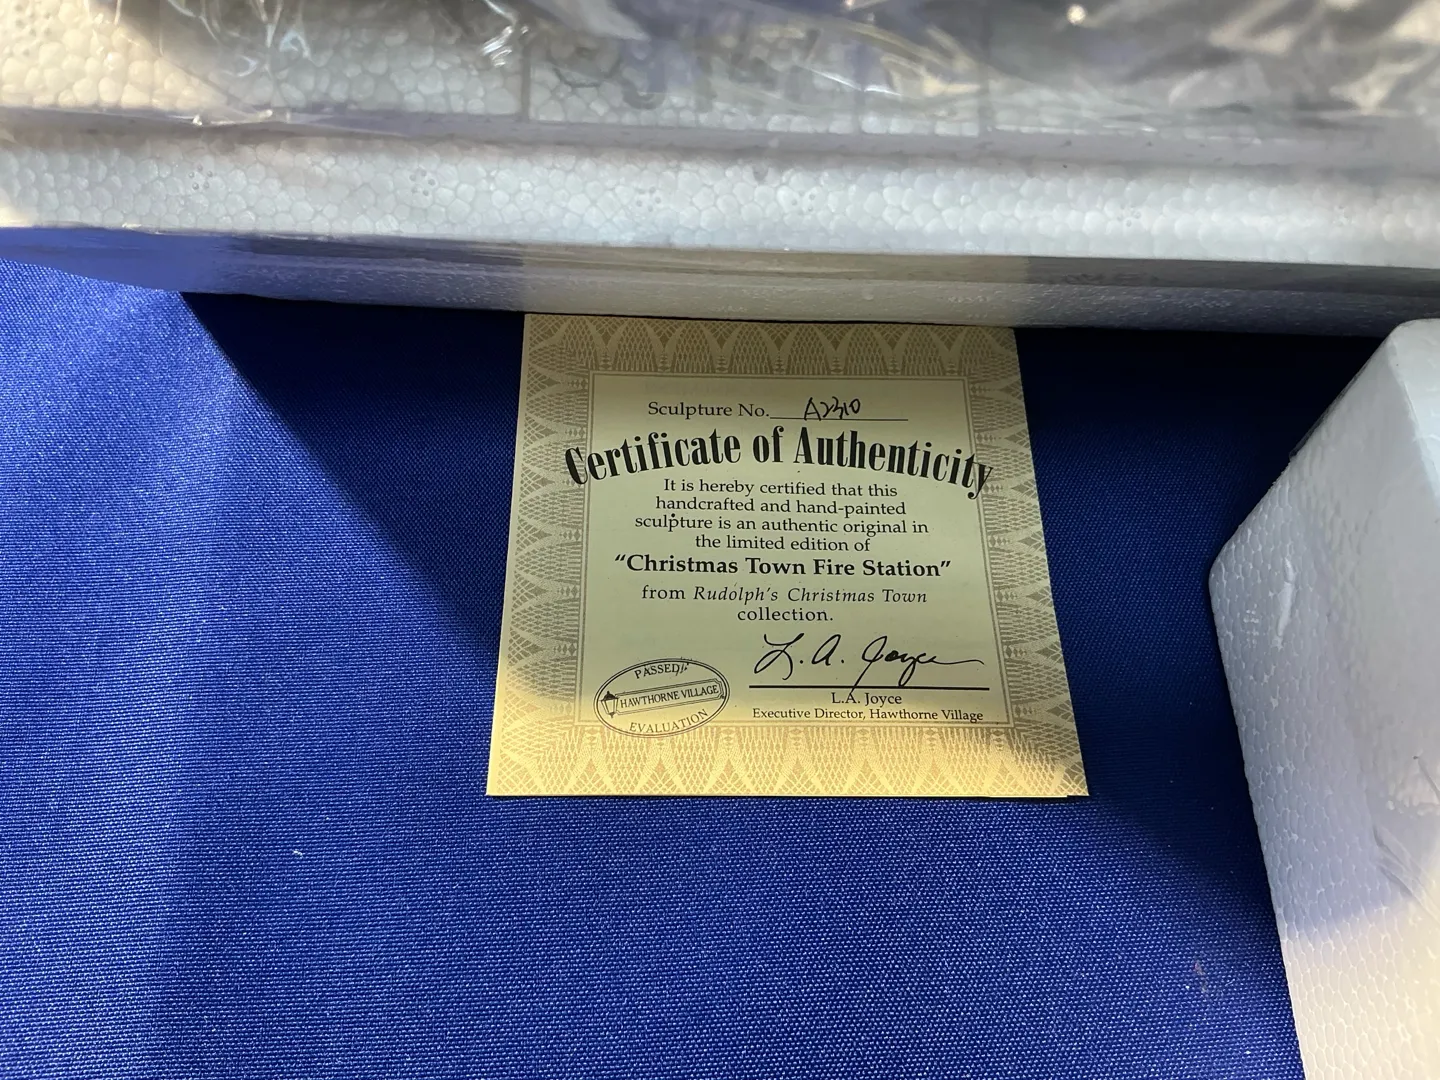 Sculpture No. A2310
Certificate of Authenticity
It is hereby certified that this
handcrafted and hand-painted
sculpture is an authentic original in
the limited edition of
“Christmas Town Fire Station”
from Rudolph's Christmas Town
collection.
L. A. Joyce
L.A. Joyce
Executive Director, Hawthorne Village
PASSED
HAWTHORNE VILLAGE
EVALUATION